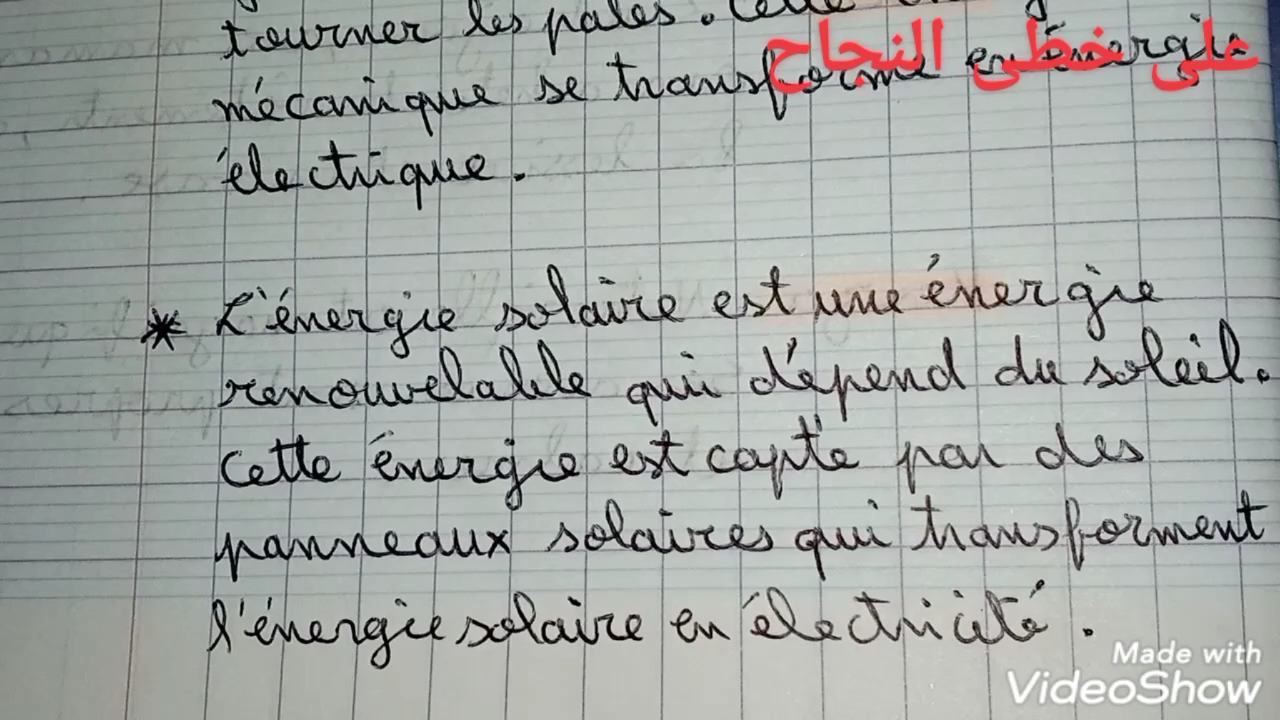 tourner les pales. Cette
على خطى النجاح
mécanique se transforme en énergie
électrique.
* L'énergie solaire est une énergie
renouvelable qui dépend du soleil.
Cette énergie est capté par des
panneaux solaires qui transforment
l'énergie solaire en électricité.
Made with
VideoShow